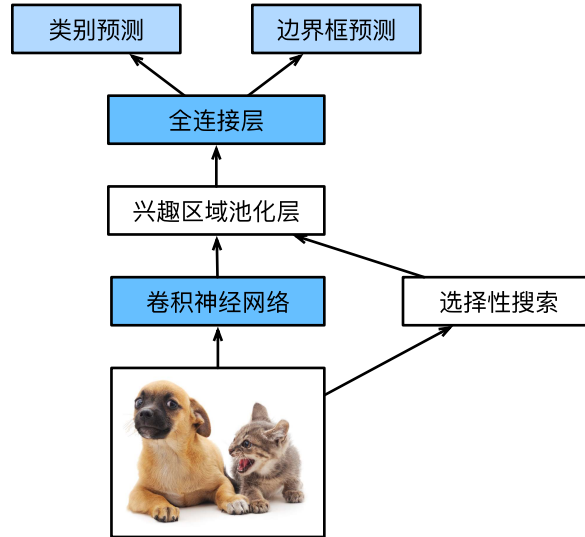 类别预测
边界框预测
全连接层
兴趣区域池化层
卷积神经网络
选择性搜索